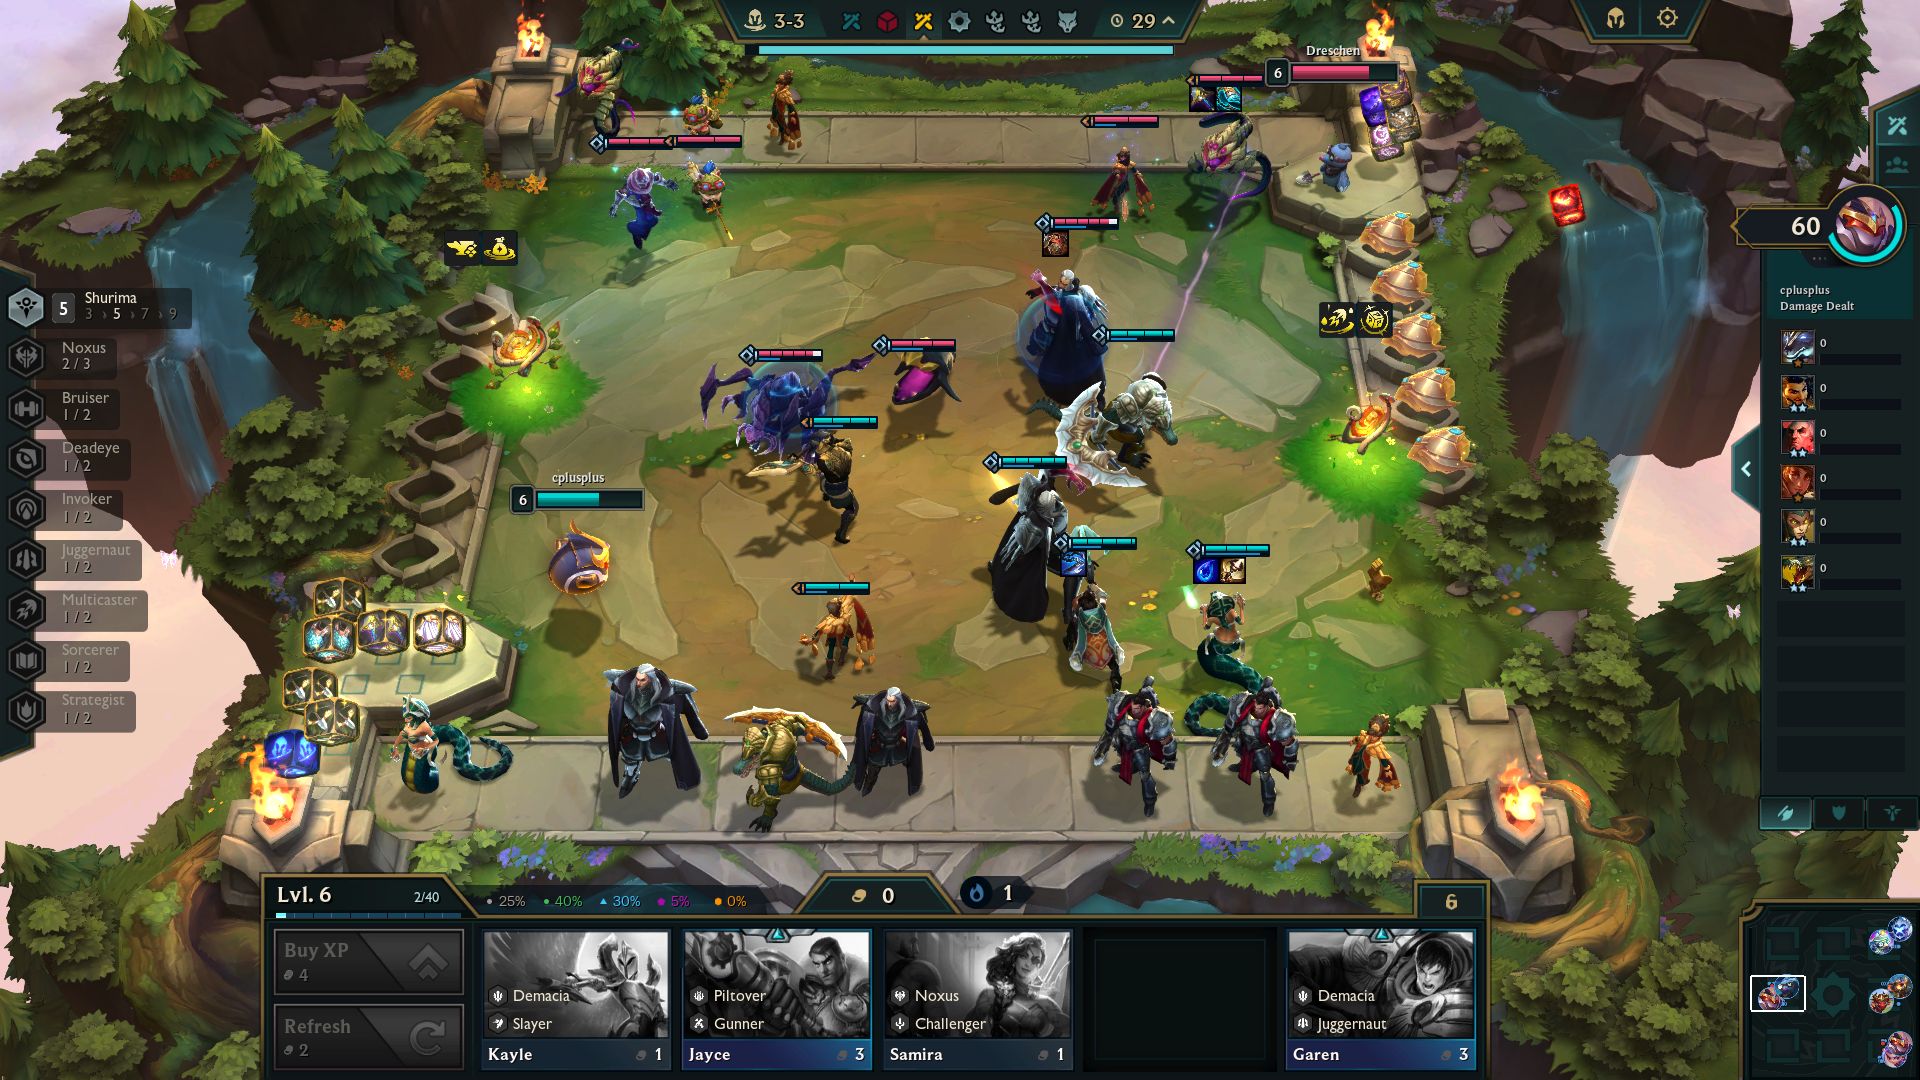 3-3
29
Dreschen
6
60
cplusplus
Damage Dealt
0
0
0
0
0
0
5
Shurima
3 › 5 › 7 › 9
Noxus
2 / 3
Bruiser
1 / 2
Deadeye
1 / 2
Invoker
1 / 2
Juggernaut
1 / 2
Multicaster
1 / 2
Sorcerer
1 / 2
Strategist
1 / 2
cplusplus
6
Lvl. 6
2/40
25%
40%
30%
5%
0%
0
1
6
Buy XP
4
Refresh
2
Demacia
Slayer
Kayle
1
Piltover
Gunner
Jayce
3
Noxus
Challenger
Samira
1
Demacia
Juggernaut
Garen
3